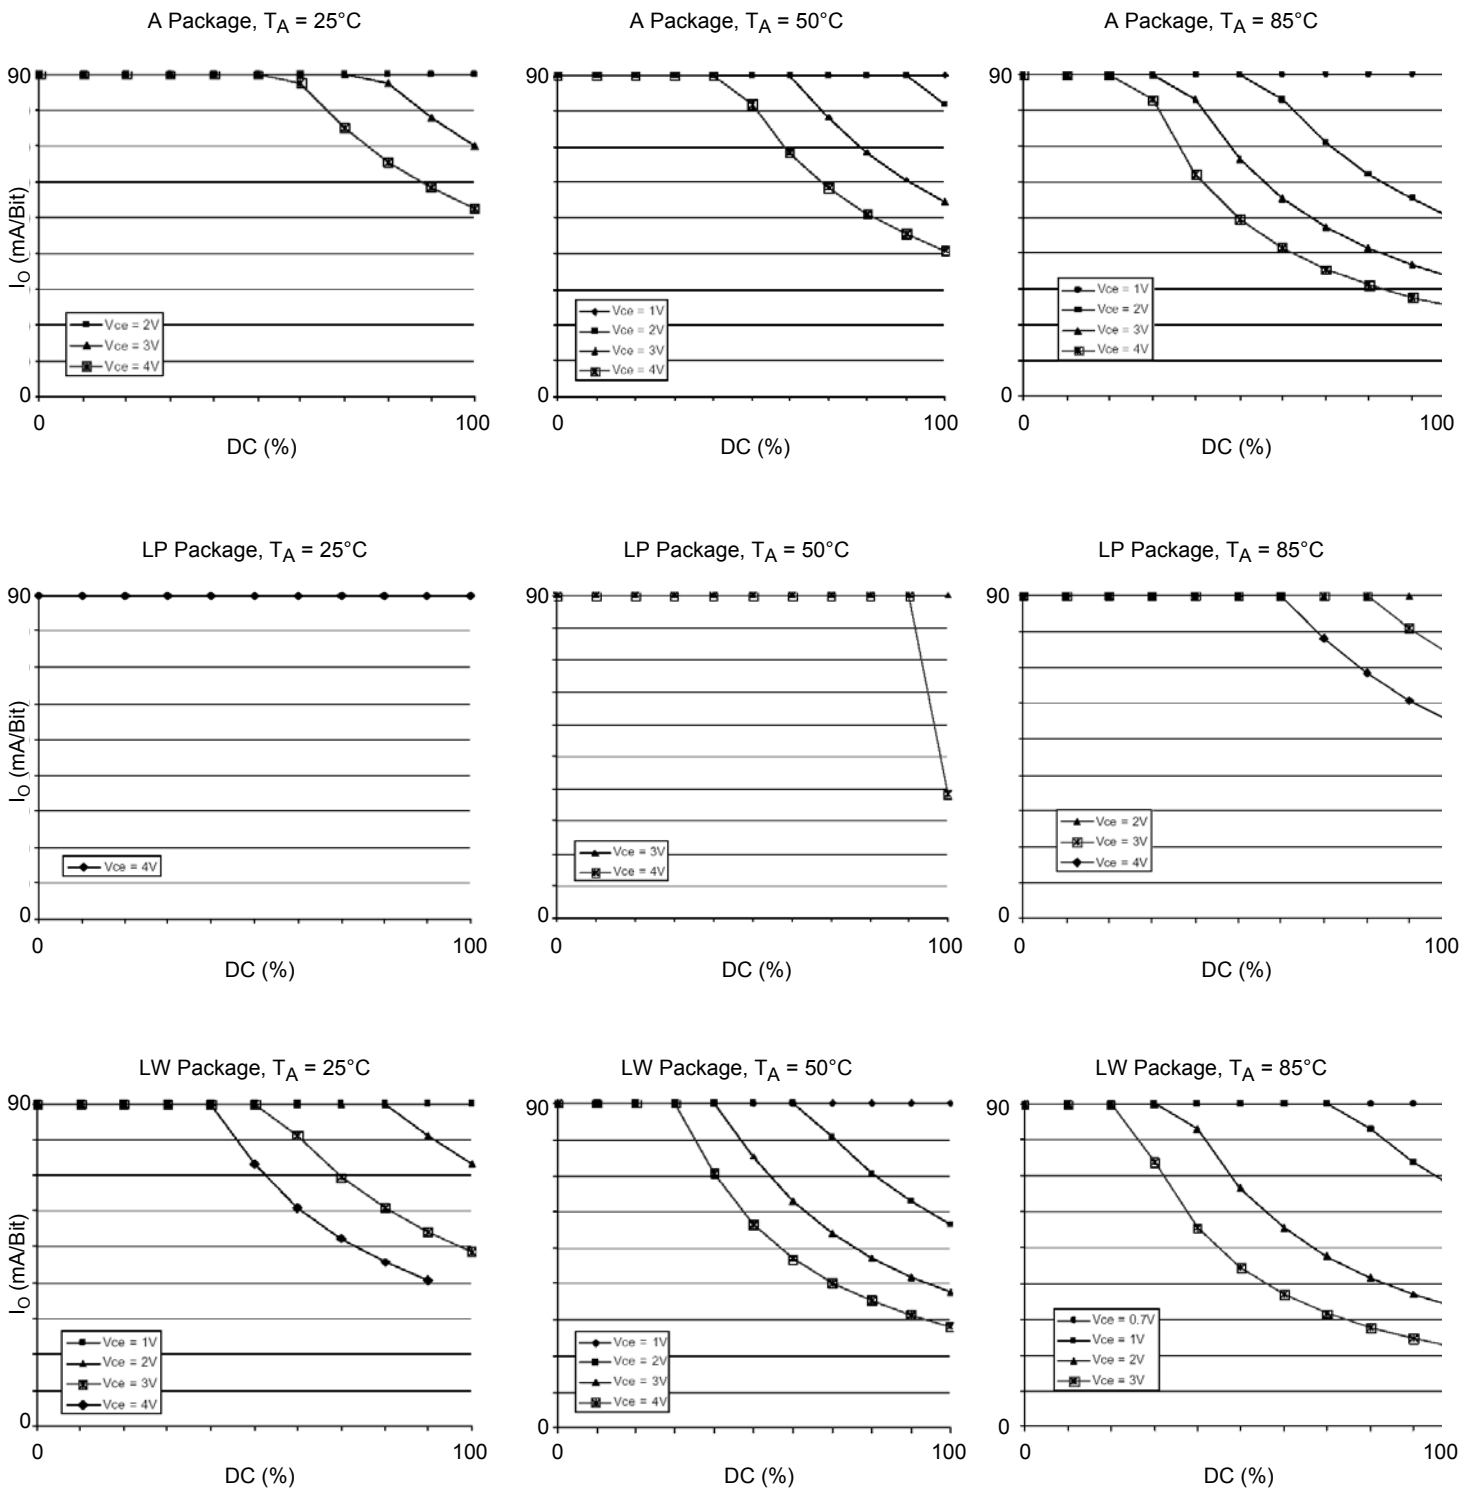 A Package, TA = 25°C
A Package, TA = 50°C
A Package, TA = 85°C
90
IO (mA/Bit)
Vce = 2V
Vce = 3V
Vce = 4V
0
0
100
DC (%)
90
Vce = 1V
Vce = 2V
Vce = 3V
Vce = 4V
0
0
100
DC (%)
90
Vce = 1V
Vce = 2V
Vce = 3V
Vce = 4V
0
0
100
DC (%)
LP Package, TA = 25°C
LP Package, TA = 50°C
LP Package, TA = 85°C
90
IO (mA/Bit)
Vce = 4V
0
0
100
DC (%)
90
Vce = 3V
Vce = 4V
0
0
100
DC (%)
90
Vce = 2V
Vce = 3V
Vce = 4V
0
0
100
DC (%)
LW Package, TA = 25°C
LW Package, TA = 50°C
LW Package, TA = 85°C
90
IO (mA/Bit)
Vce = 1V
Vce = 2V
Vce = 3V
Vce = 4V
0
0
100
DC (%)
90
Vce = 1V
Vce = 2V
Vce = 3V
Vce = 4V
0
0
100
DC (%)
90
Vce = 0.7V
Vce = 1V
Vce = 2V
Vce = 3V
0
0
100
DC (%)